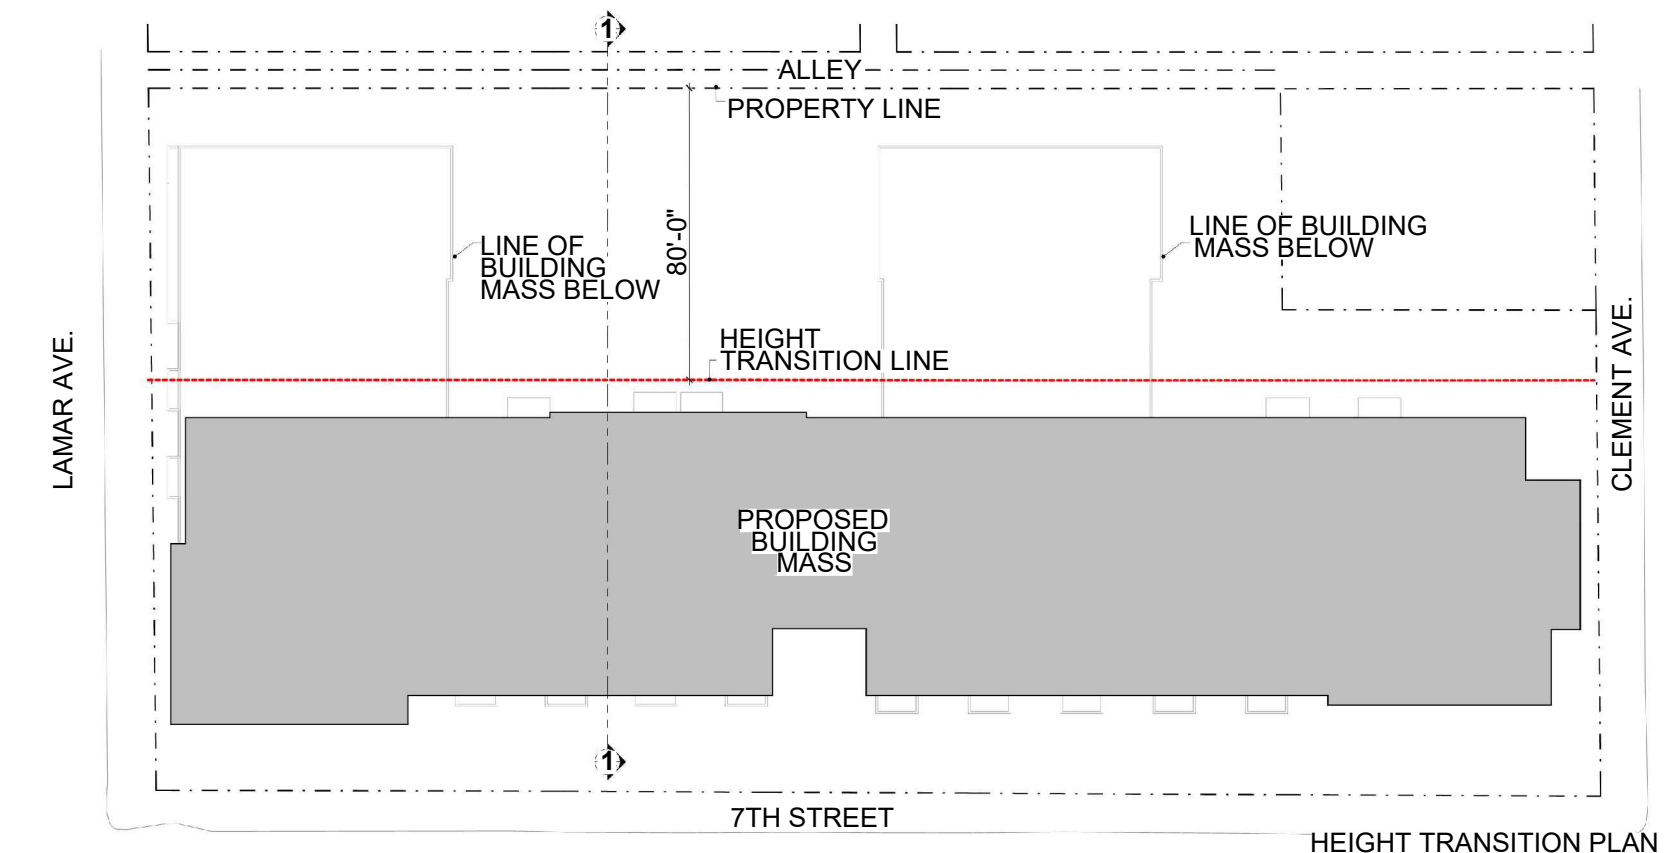 1
ALLEY
PROPERTY LINE
80'-0"
LINE OF
BUILDING
MASS BELOW
LINE OF BUILDING
MASS BELOW
HEIGHT
TRANSITION LINE
LAMAR AVE.
CLEMENT AVE.
PROPOSED
BUILDING
MASS
1
7TH STREET
HEIGHT TRANSITION PLAN